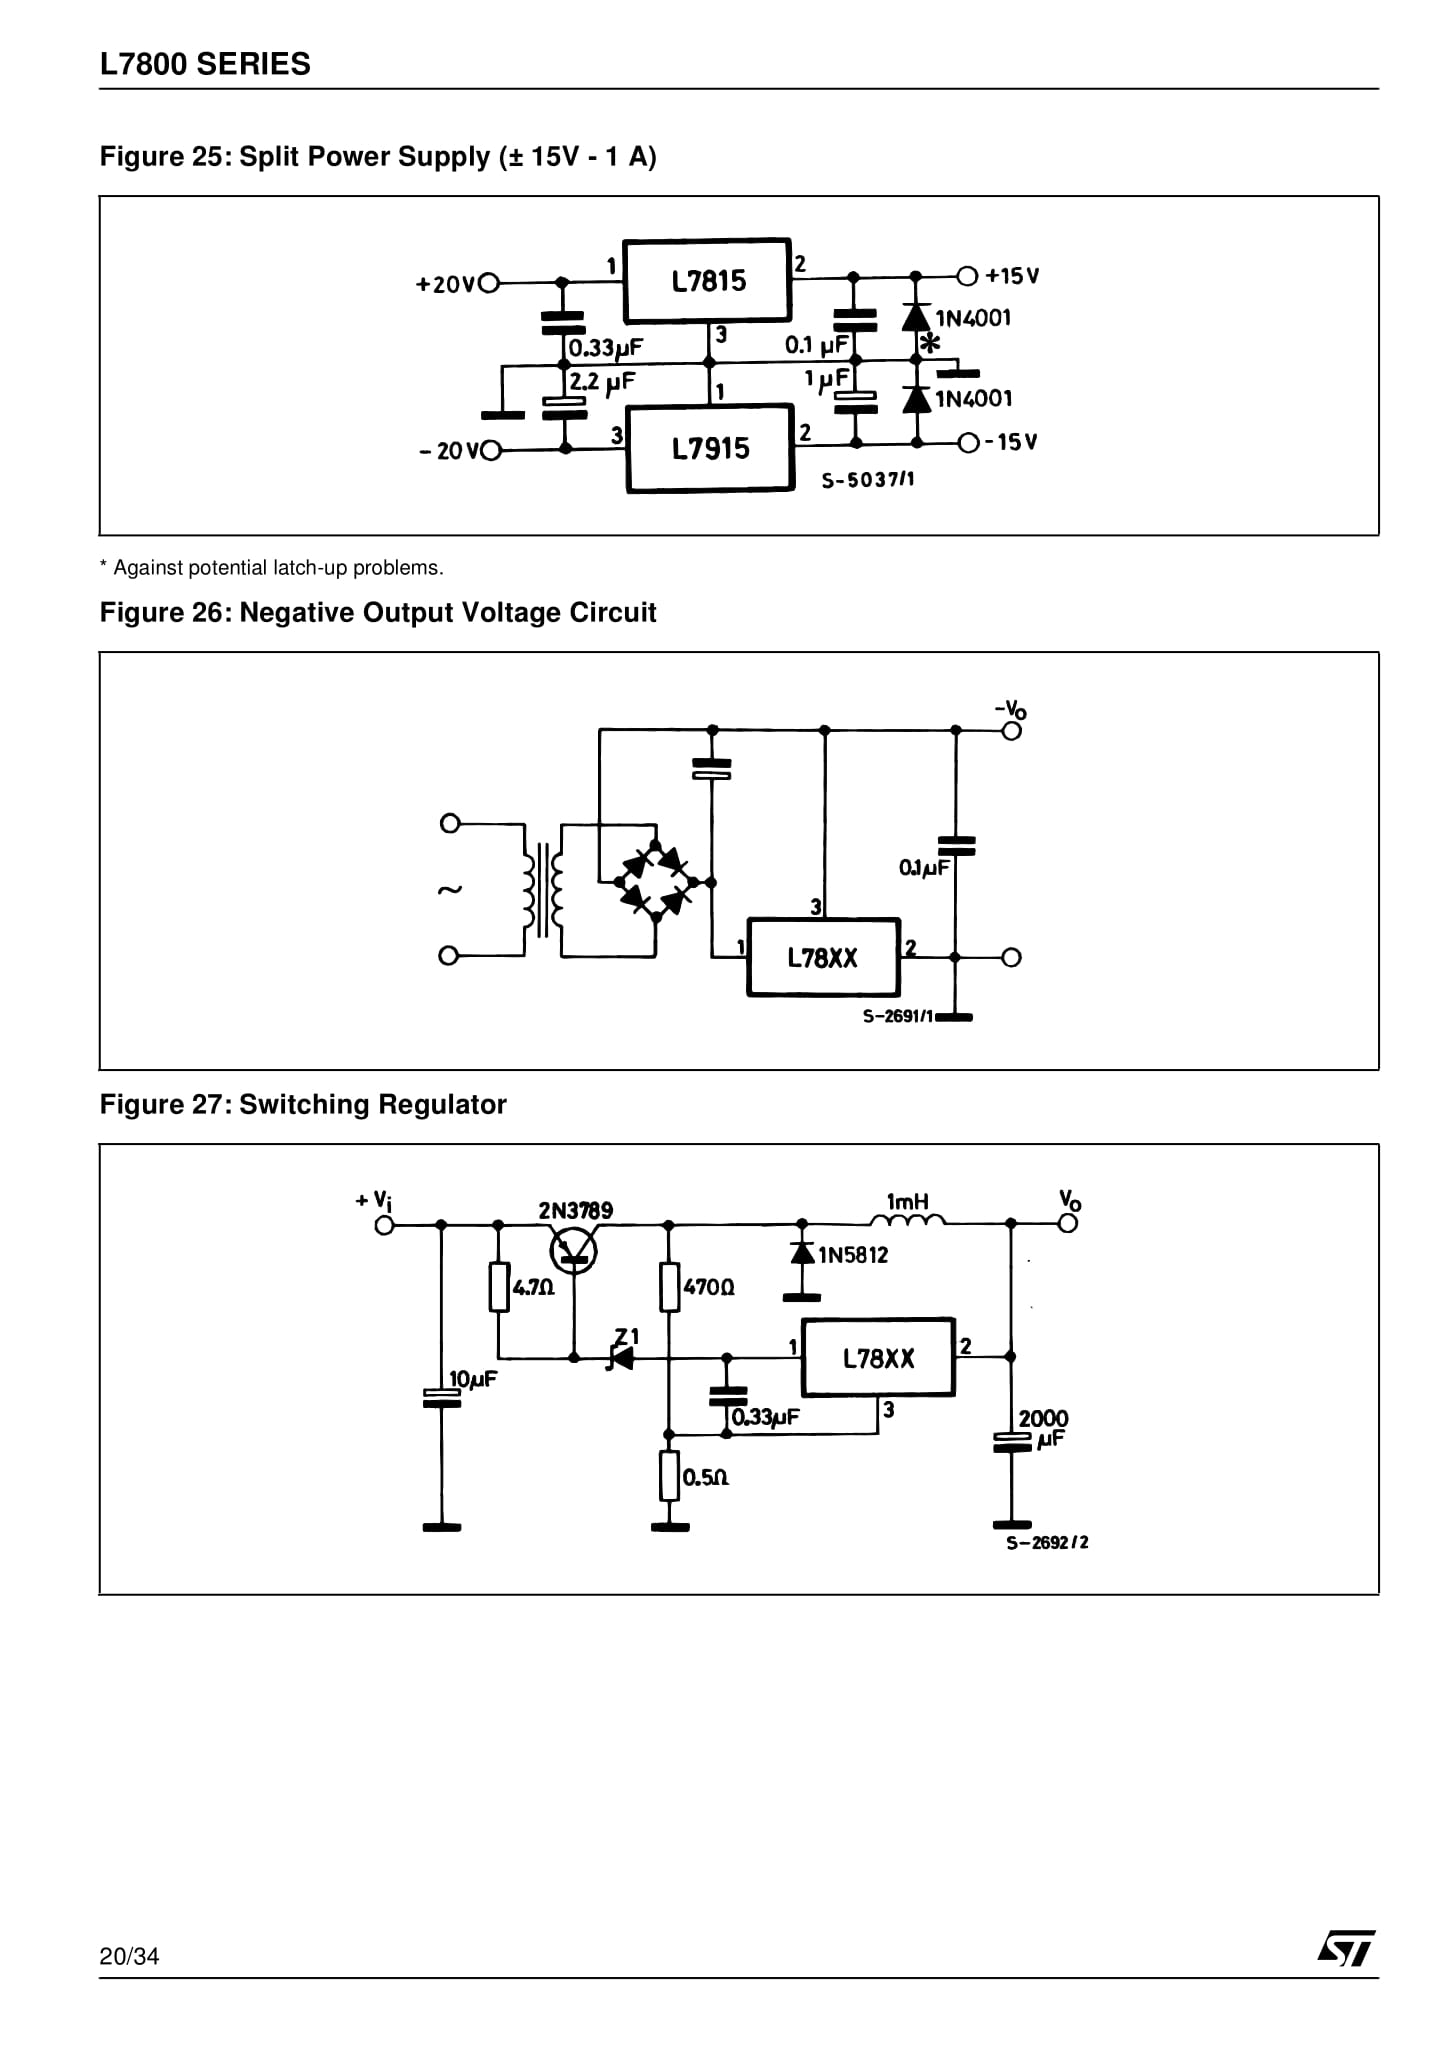 L7800 SERIES
Figure 25: Split Power Supply (± 15V - 1 A)
+20V
1
L7815
2
+15V
0.33µF
3
0.1 µF
1N4001
*
2.2 µF
1
1µF
1N4001
-20V
3
L7915
2
-15V
S-5037/1
* Against potential latch-up problems.
Figure 26: Negative Output Voltage Circuit
-Vo
~
0.1µF
3
1
L78XX
2
S-2691/1
Figure 27: Switching Regulator
+ Vi
2N3789
1mH
Vo
4.7Ω
470Ω
1N5812
Z1
1
L78XX
2
10µF
0.33µF
3
2000
µF
0.5Ω
S-2692/2
20/34
ST